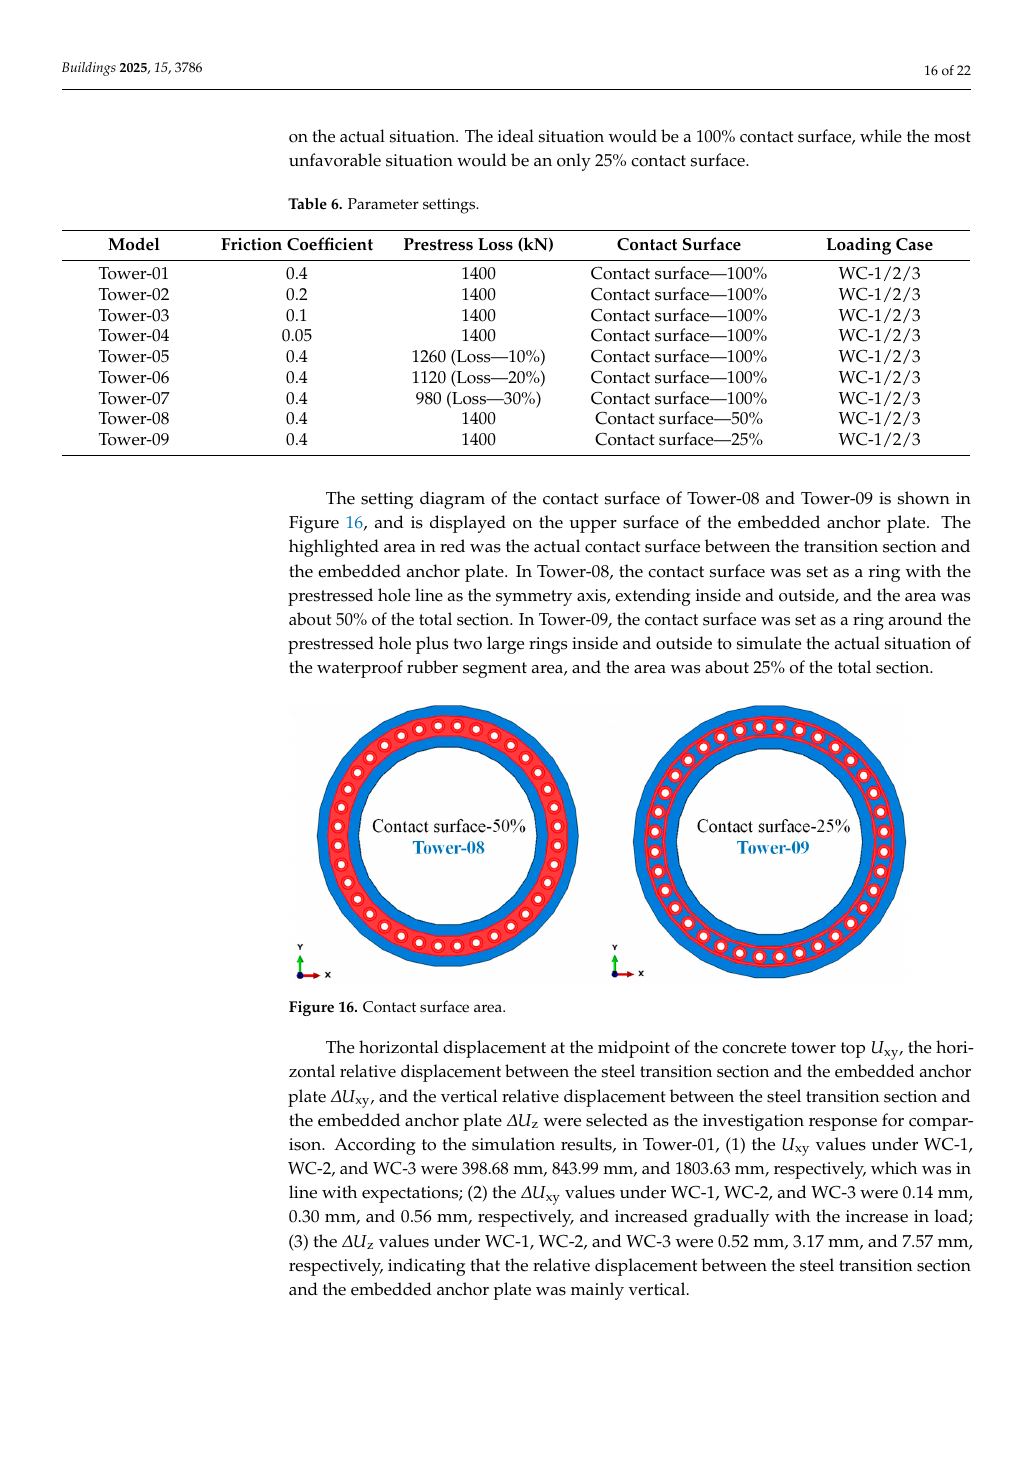 Buildings 2025, 15, 3786
16 of 22
on the actual situation. The ideal situation would be a 100% contact surface, while the most
unfavorable situation would be an only 25% contact surface.
Table 6. Parameter settings.
Model Friction Coefficient Prestress Loss (kN) Contact Surface Loading Case
Tower-01 0.4 1400 Contact surface—100% WC-1/2/3
Tower-02 0.2 1400 Contact surface—100% WC-1/2/3
Tower-03 0.1 1400 Contact surface—100% WC-1/2/3
Tower-04 0.05 1400 Contact surface—100% WC-1/2/3
Tower-05 0.4 1260 (Loss—10%) Contact surface—100% WC-1/2/3
Tower-06 0.4 1120 (Loss—20%) Contact surface—100% WC-1/2/3
Tower-07 0.4 980 (Loss—30%) Contact surface—100% WC-1/2/3
Tower-08 0.4 1400 Contact surface—50% WC-1/2/3
Tower-09 0.4 1400 Contact surface—25% WC-1/2/3
The setting diagram of the contact surface of Tower-08 and Tower-09 is shown in
Figure 16, and is displayed on the upper surface of the embedded anchor plate. The
highlighted area in red was the actual contact surface between the transition section and
the embedded anchor plate. In Tower-08, the contact surface was set as a ring with the
prestressed hole line as the symmetry axis, extending inside and outside, and the area was
about 50% of the total section. In Tower-09, the contact surface was set as a ring around the
prestressed hole plus two large rings inside and outside to simulate the actual situation of
the waterproof rubber segment area, and the area was about 25% of the total section.
Contact surface-50%
Tower-08
Y
X
Contact surface-25%
Tower-09
Y
X
Figure 16. Contact surface area.
The horizontal displacement at the midpoint of the concrete tower top Uxy, the hori-
zontal relative displacement between the steel transition section and the embedded anchor
plate ΔUxy, and the vertical relative displacement between the steel transition section and
the embedded anchor plate ΔUz were selected as the investigation response for compar-
ison. According to the simulation results, in Tower-01, (1) the Uxy values under WC-1,
WC-2, and WC-3 were 398.68 mm, 843.99 mm, and 1803.63 mm, respectively, which was in
line with expectations; (2) the ΔUxy values under WC-1, WC-2, and WC-3 were 0.14 mm,
0.30 mm, and 0.56 mm, respectively, and increased gradually with the increase in load;
(3) the ΔUz values under WC-1, WC-2, and WC-3 were 0.52 mm, 3.17 mm, and 7.57 mm,
respectively, indicating that the relative displacement between the steel transition section
and the embedded anchor plate was mainly vertical.